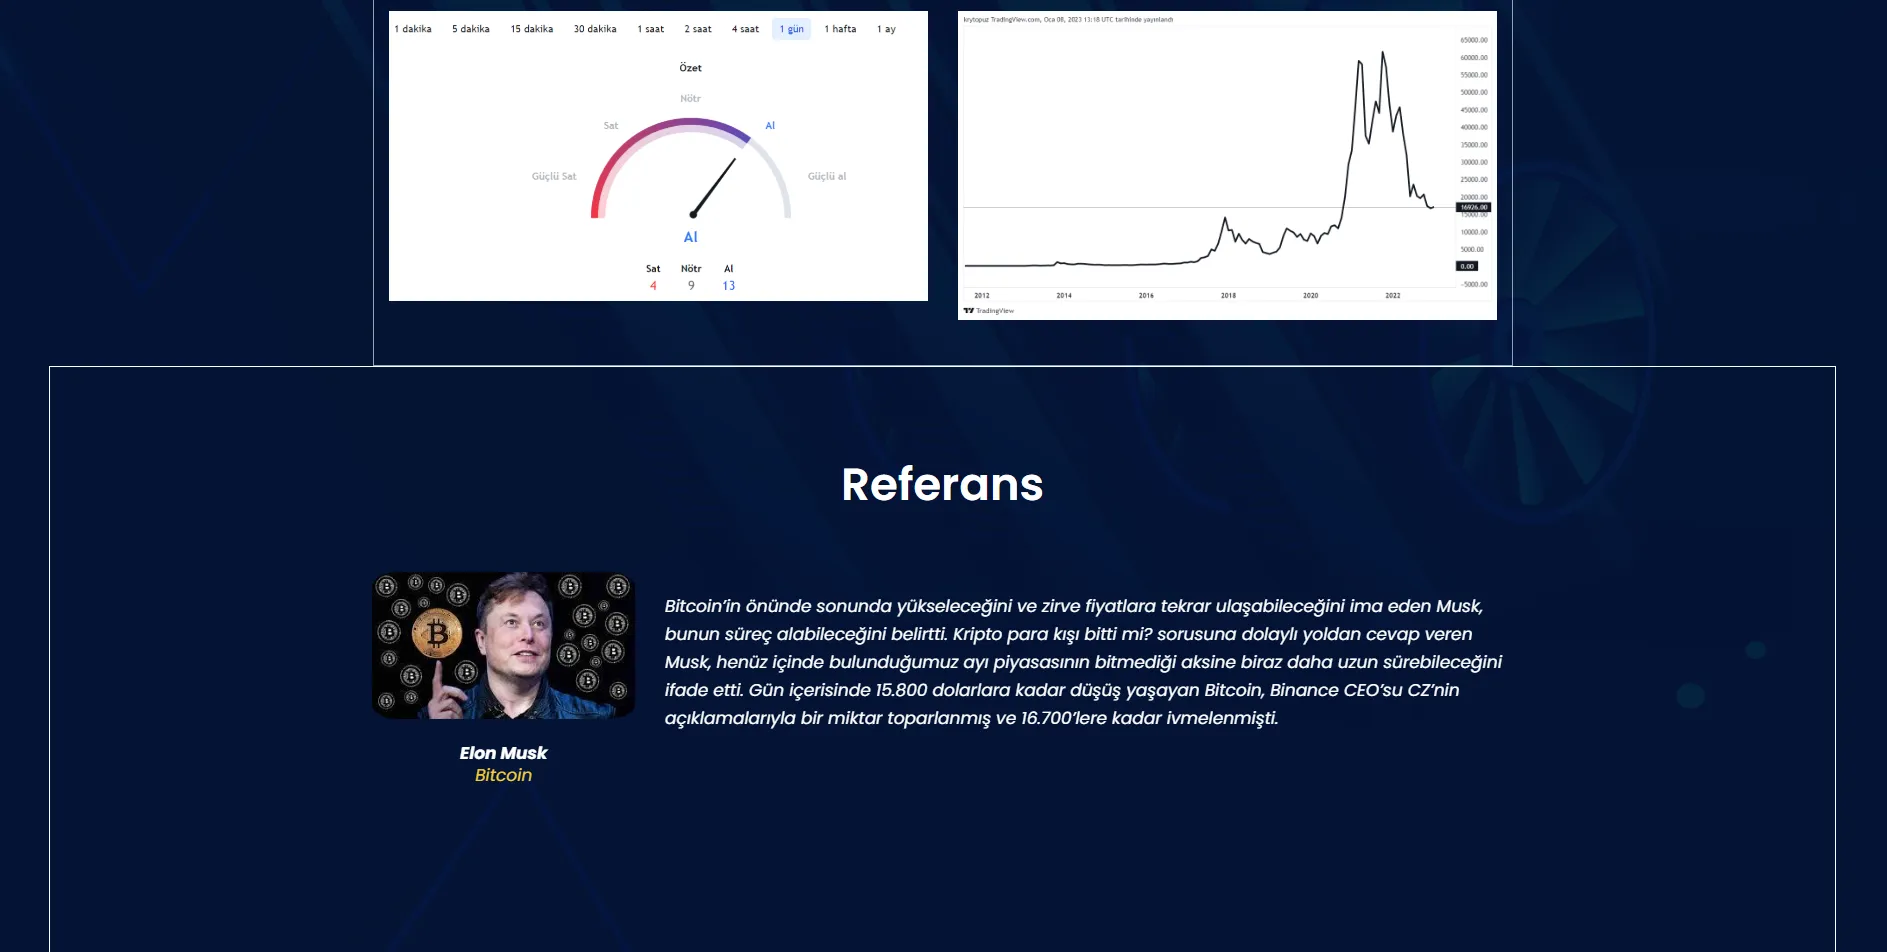 1 dakika 5 dakika 15 dakika 30 dakika 1 saat 2 saat 4 saat 1 gün 1 hafta 1 ay
Özet
Nötr
Sat Al
Güçlü Sat Güçlü al
Al
Sat Nötr Al
4 9 13
krytopuz TradingView.com, Oca 08, 2023 13:18 UTC tarihinde yayınlandı
65000.00
60000.00
55000.00
50000.00
45000.00
40000.00
35000.00
30000.00
25000.00
20000.00
16926.00
15000.00
10000.00
5000.00
0.00
−5000.00
2012 2014 2016 2018 2020 2022
TradingView
Referans
Bitcoin’in önünde sonunda yükseleceğini ve zirve fiyatlara tekrar ulaşabileceğini ima eden Musk,
bunun süreç alabileceğini belirtti. Kripto para kışı bitti mi? sorusuna dolaylı yoldan cevap veren
Musk, henüz içinde bulunduğumuz ayı piyasasının bitmediği aksine biraz daha uzun sürebileceğini
ifade etti. Gün içerisinde 15.800 dolarlara kadar düşüş yaşayan Bitcoin, Binance CEO’su CZ’nin
açıklamalarıyla bir miktar toparlanmış ve 16.700’lere kadar ivmelenmişti.
Elon Musk
Bitcoin